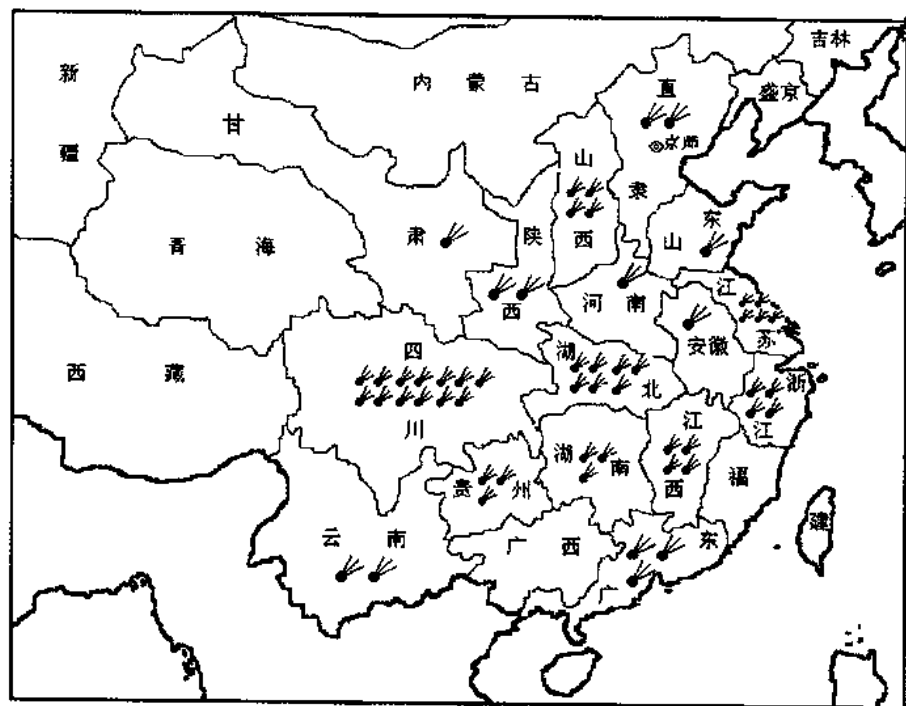 吉林
新疆
内蒙古
直隶
盛京
甘肃
京师
山西
青海
陕西
山东
江苏
河南
安徽
西藏
四川
湖北
浙江
湖南
江西
贵州
福建
云南
广西
广东